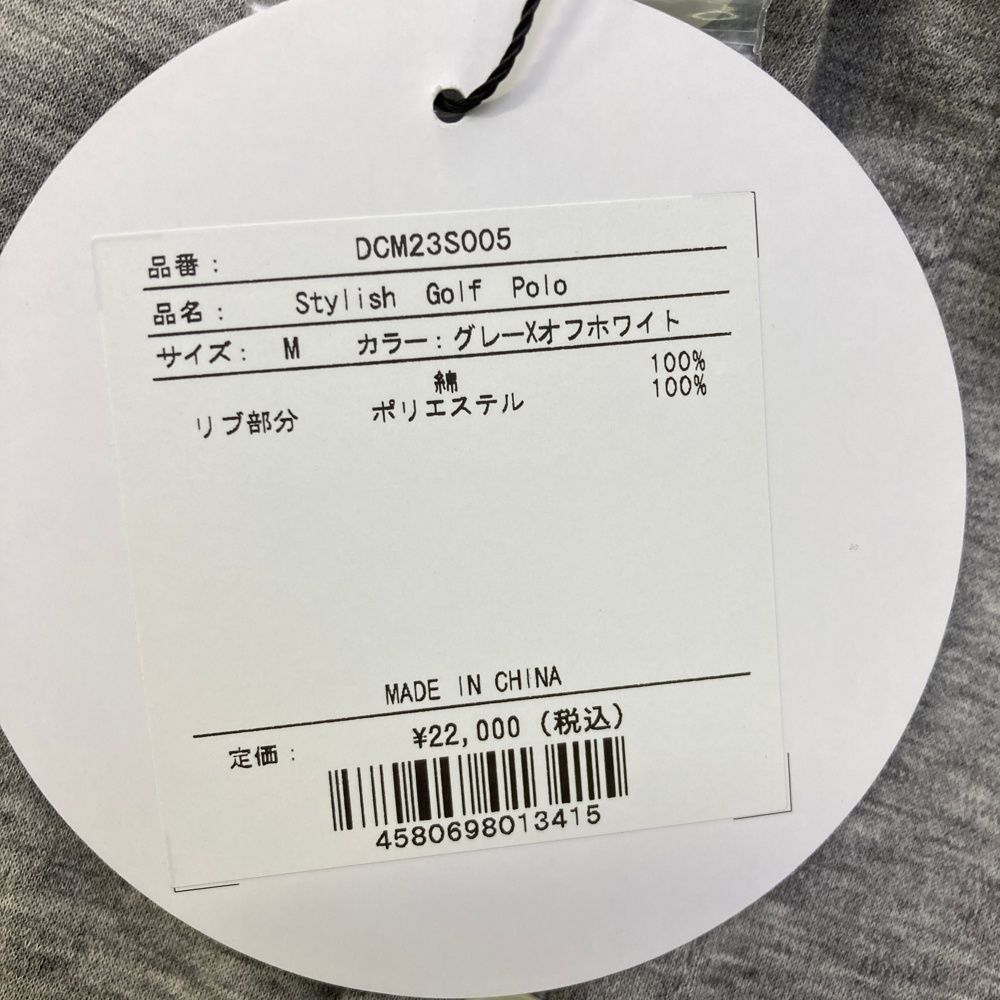 品番： DCM23S005
品名： Stylish Golf Polo
サイズ： M カラー：グレーXオフホワイト
綿 100%
リブ部分 ポリエステル 100%
MADE IN CHINA
定価： ¥22,000（税込）
4580698013415